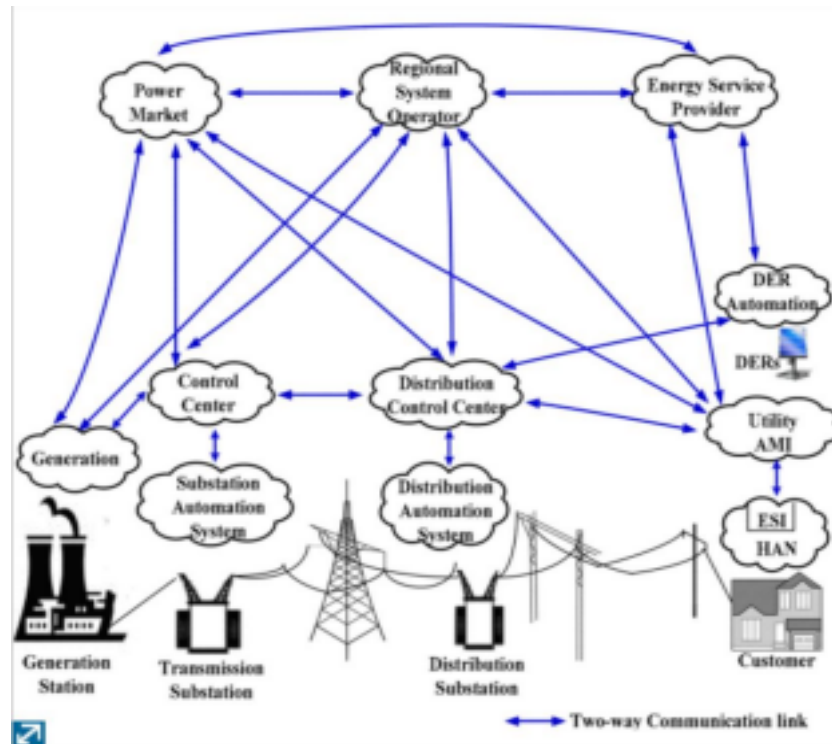 Power
Market
Regional
System
Operator
Energy Service
Provider
DER
Automation
DERs
Control
Center
Distribution
Control Center
Utility
AMI
Generation
Substation
Automation
System
Distribution
Automation
System
ESI
HAN
Generation
Station
Transmission
Substation
Distribution
Substation
Customer
Two-way Communication link